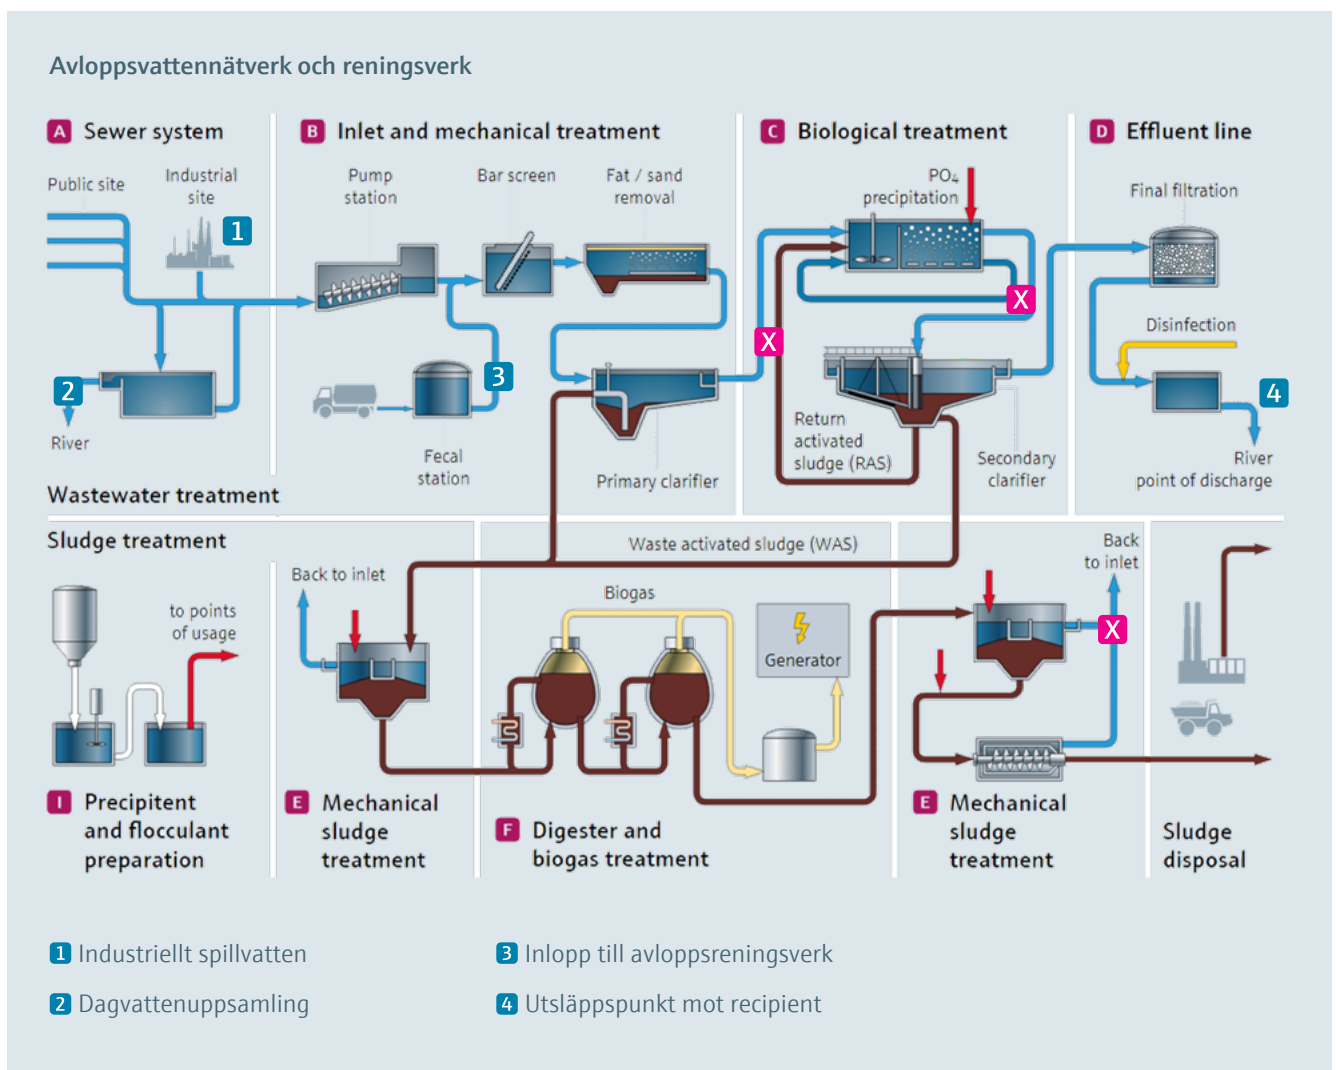 Avloppsvattennätverk och reningsverk
A Sewer system
B Inlet and mechanical treatment
C Biological treatment
D Effluent line
Public site
Industrial
site
1
Pump
station
Bar screen
Fat / sand
removal
PO₄
precipitation
Final filtration
X
X
Disinfection
2
River
3
4
Fecal
station
Primary clarifier
Return
activated
sludge (RAS)
Secondary
clarifier
River
point of discharge
Wastewater treatment
Sludge treatment
Waste activated sludge (WAS)
Back
to inlet
Back to inlet
Biogas
to points
of usage
Generator
X
I Precipitent
and flocculant
preparation
E Mechanical
sludge
treatment
F Digester and
biogas treatment
E Mechanical
sludge
treatment
Sludge
disposal
1 Industriellt spillvatten
3 Inlopp till avloppsreningsverk
2 Dagvattenuppsamling
4 Utsläppspunkt mot recipient